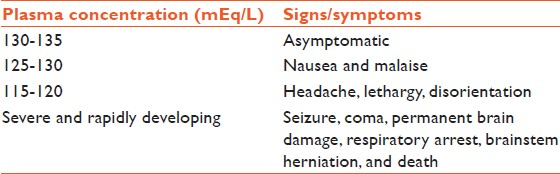 Plasma concentration (mEq/L) Signs/symptoms
130-135 Asymptomatic
125-130 Nausea and malaise
115-120 Headache, lethargy, disorientation
Severe and rapidly developing Seizure, coma, permanent brain
damage, respiratory arrest, brainstem
herniation, and death